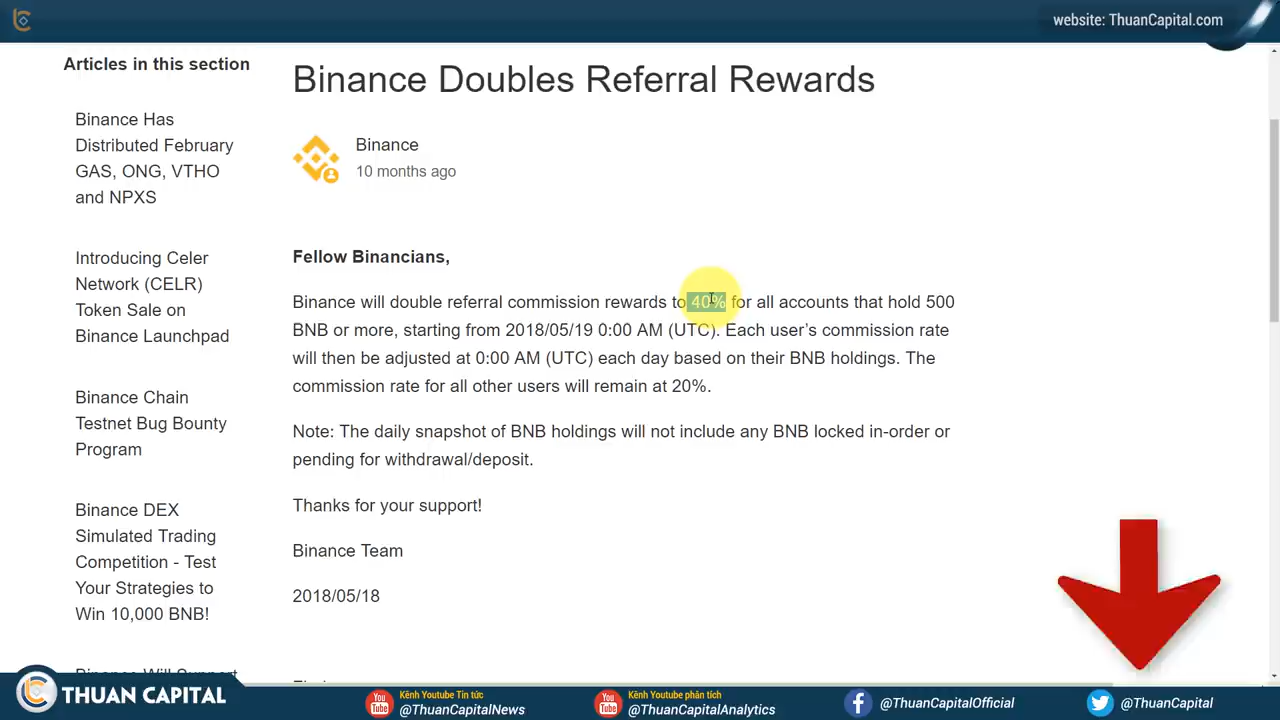 website: ThuanCapital.com
Articles in this section
Binance Has
Distributed February
GAS, ONG, VTHO
and NPXS
Introducing Celer
Network (CELR)
Token Sale on
Binance Launchpad
Binance Chain
Testnet Bug Bounty
Program
Binance DEX
Simulated Trading
Competition - Test
Your Strategies to
Win 10,000 BNB!
Binance Will Support
Binance Doubles Referral Rewards
Binance
10 months ago
Fellow Binancians,
Binance will double referral commission rewards to 40% for all accounts that hold 500
BNB or more, starting from 2018/05/19 0:00 AM (UTC). Each user’s commission rate
will then be adjusted at 0:00 AM (UTC) each day based on their BNB holdings. The
commission rate for all other users will remain at 20%.
Note: The daily snapshot of BNB holdings will not include any BNB locked in-order or
pending for withdrawal/deposit.
Thanks for your support!
Binance Team
2018/05/18
THUAN CAPITAL
You Tube
Kênh Youtube Tin tức
@ThuanCapitalNews
You Tube
Kênh Youtube phân tích
@ThuanCapitalAnalytics
@ThuanCapitalOfficial
@ThuanCapital